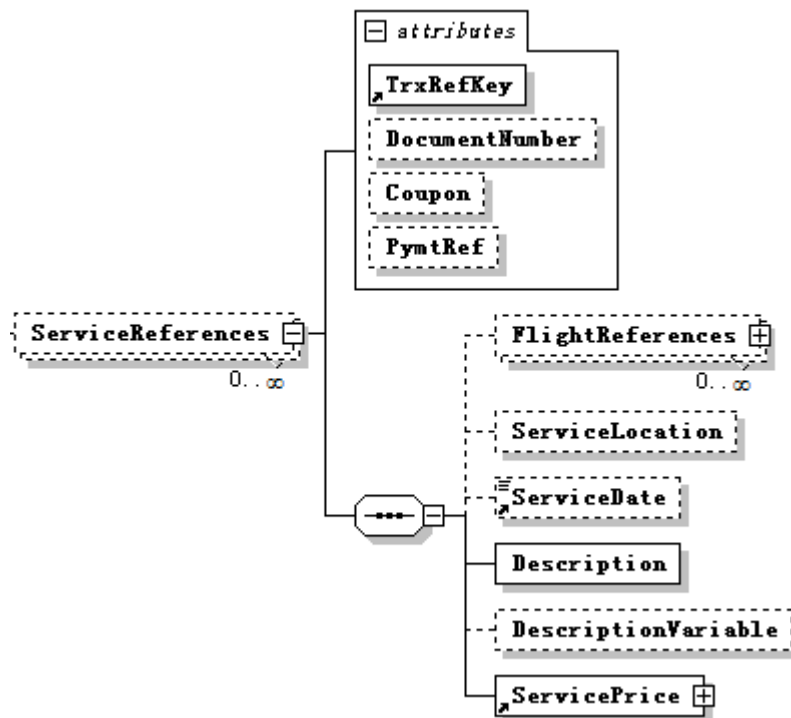 attributes
TrxRefKey
DocumentNumber
Coupon
PymtRef
ServiceReferences
0..∞
FlightReferences
0..∞
ServiceLocation
ServiceDate
Description
DescriptionVariable
ServicePrice